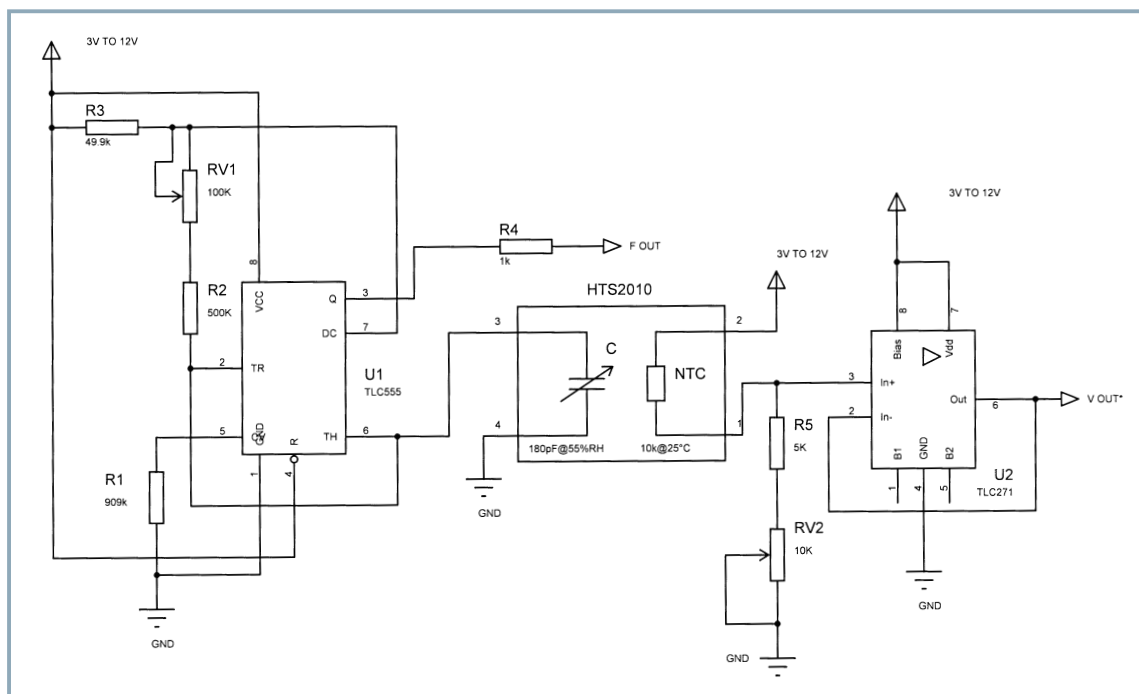 3V TO 12V
R3
49.9k
RV1
100K
R2
500K
8
VCC
Q
3
DC
7
2
TR
U1
TLC555
5
CV
GND
R
TH
6
1
4
R1
909k
GND
R4
1k
F OUT
HTS2010
3
4
C
180pF@55%RH
NTC
10k@25°C
2
1
GND
3V TO 12V
R5
5K
RV2
10K
GND
3V TO 12V
8
7
Bias
Vdd
3
In+
2
In-
Out
6
V OUT*
B1
GND
B2
1
4
5
U2
TLC271
GND